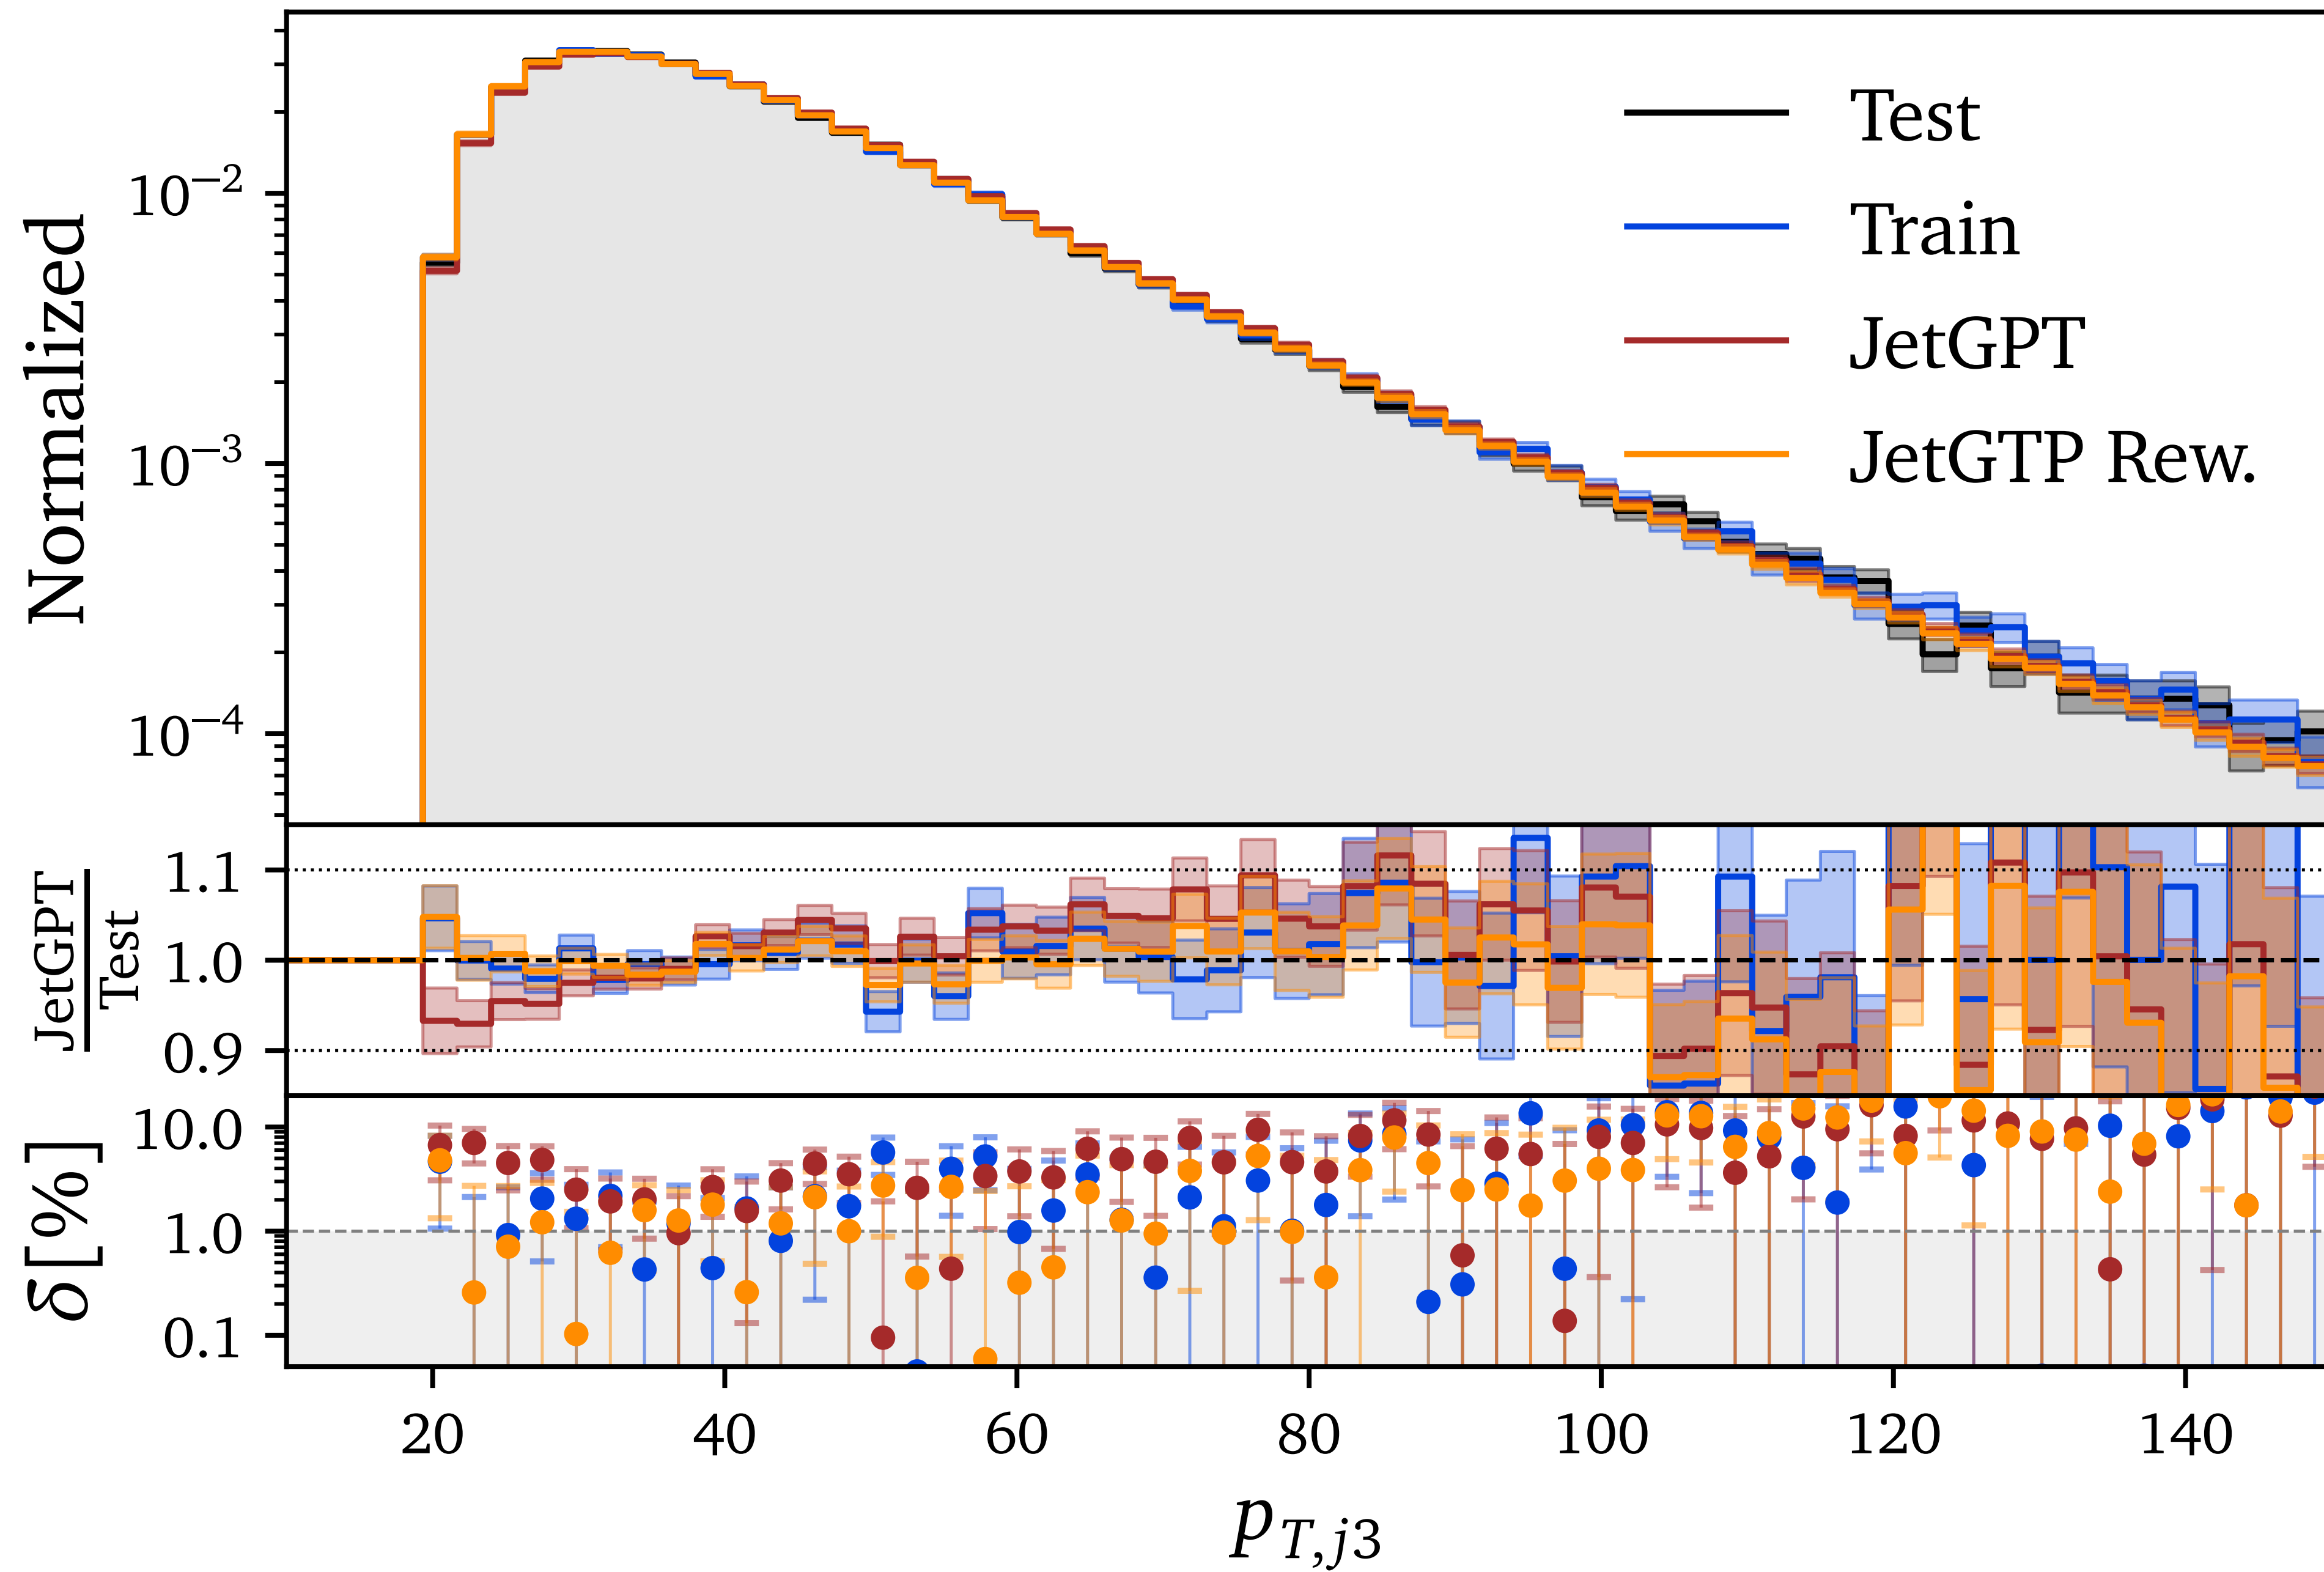 Normalized
10⁻²
10⁻³
10⁻⁴
Test
Train
JetGPT
JetGTP Rew.
JetGPT
Test
1.1
1.0
0.9
δ[%]
10.0
1.0
0.1
20 40 60 80 100 120 140
p_{T,j3}